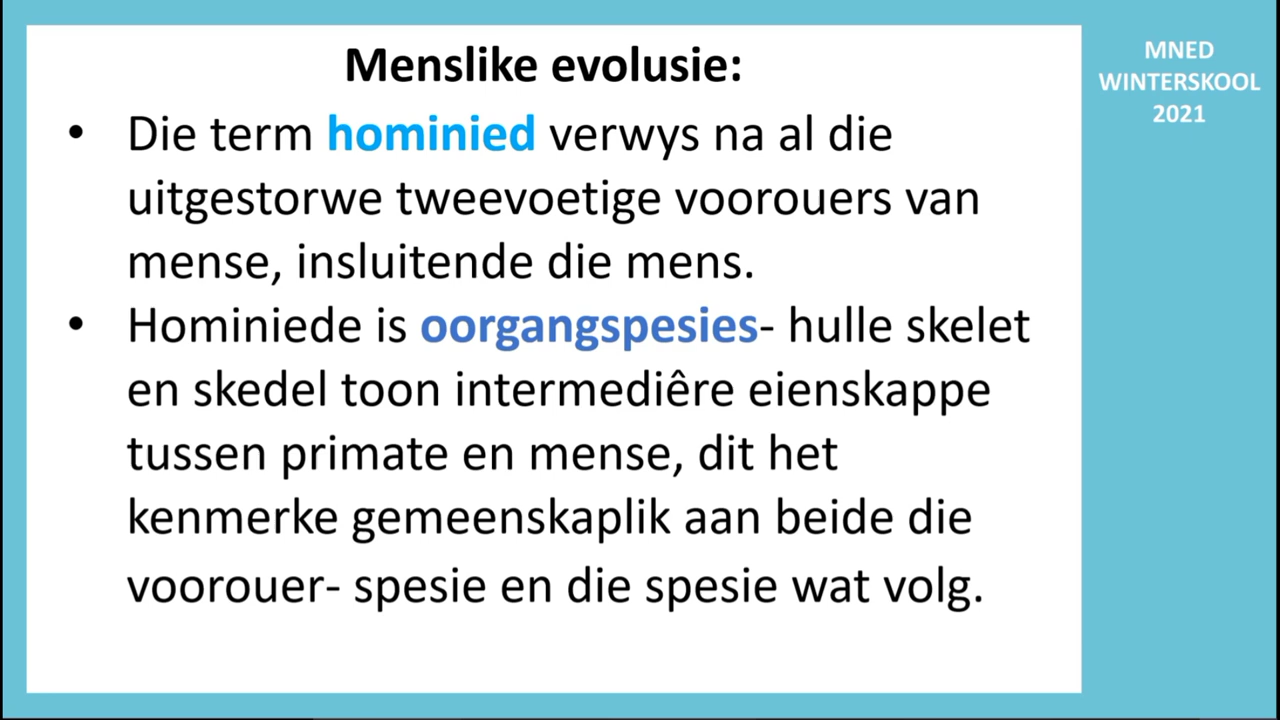 Menslike evolusie:
• Die term hominied verwys na al die
uitgestorwe tweevoetige voorouers van
mense, insluitende die mens.
• Hominiede is oorgangspesies- hulle skelet
en skedel toon intermediêre eienskappe
tussen primate en mense, dit het
kenmerke gemeenskaplik aan beide die
voorouer- spesie en die spesie wat volg.
MNED
WINTERSKOOL
2021